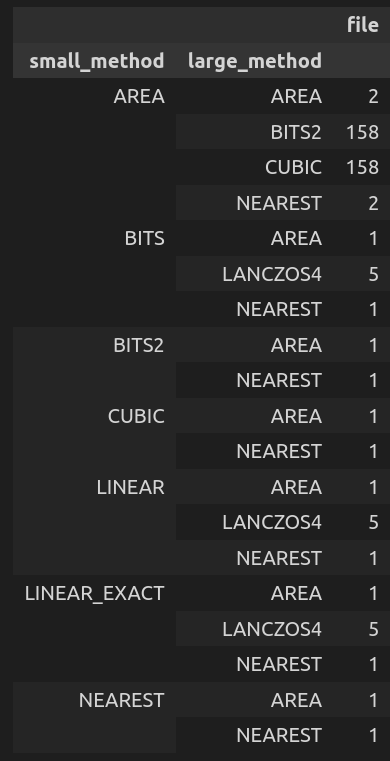 file
small_method large_method
AREA AREA 2
BITS2 158
CUBIC 158
NEAREST 2
BITS AREA 1
LANCZOS4 5
NEAREST 1
BITS2 AREA 1
NEAREST 1
CUBIC AREA 1
NEAREST 1
LINEAR AREA 1
LANCZOS4 5
NEAREST 1
LINEAR_EXACT AREA 1
LANCZOS4 5
NEAREST 1
NEAREST AREA 1
NEAREST 1